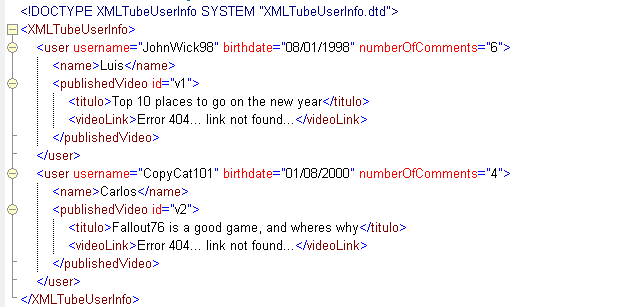 <!DOCTYPE XMLTubeUserInfo SYSTEM "XMLTubeUserInfo.dtd">
<XMLTubeUserInfo>
<user username="JohnWick98" birthdate="08/01/1998" numberOfComments="6">
<name>Luis</name>
<publishedVideo id="v1">
<titulo>Top 10 places to go on the new year</titulo>
<videoLink>Error 404... link not found...</videoLink>
</publishedVideo>
</user>
<user username="CopyCat101" birthdate="01/08/2000" numberOfComments="4">
<name>Carlos</name>
<publishedVideo id="v2">
<titulo>Fallout76 is a good game, and wheres why</titulo>
<videoLink>Error 404... link not found...</videoLink>
</publishedVideo>
</user>
</XMLTubeUserInfo>